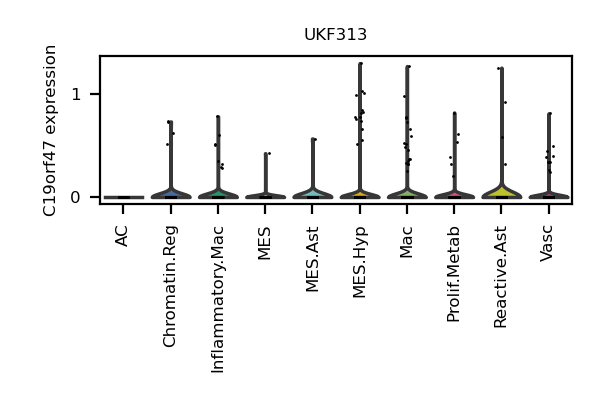 UKF313
C19orf47 expression
1
0
AC
Chromatin.Reg
Inflammatory.Mac
MES
MES.Ast
MES.Hyp
Mac
Prolif.Metab
Reactive.Ast
Vasc